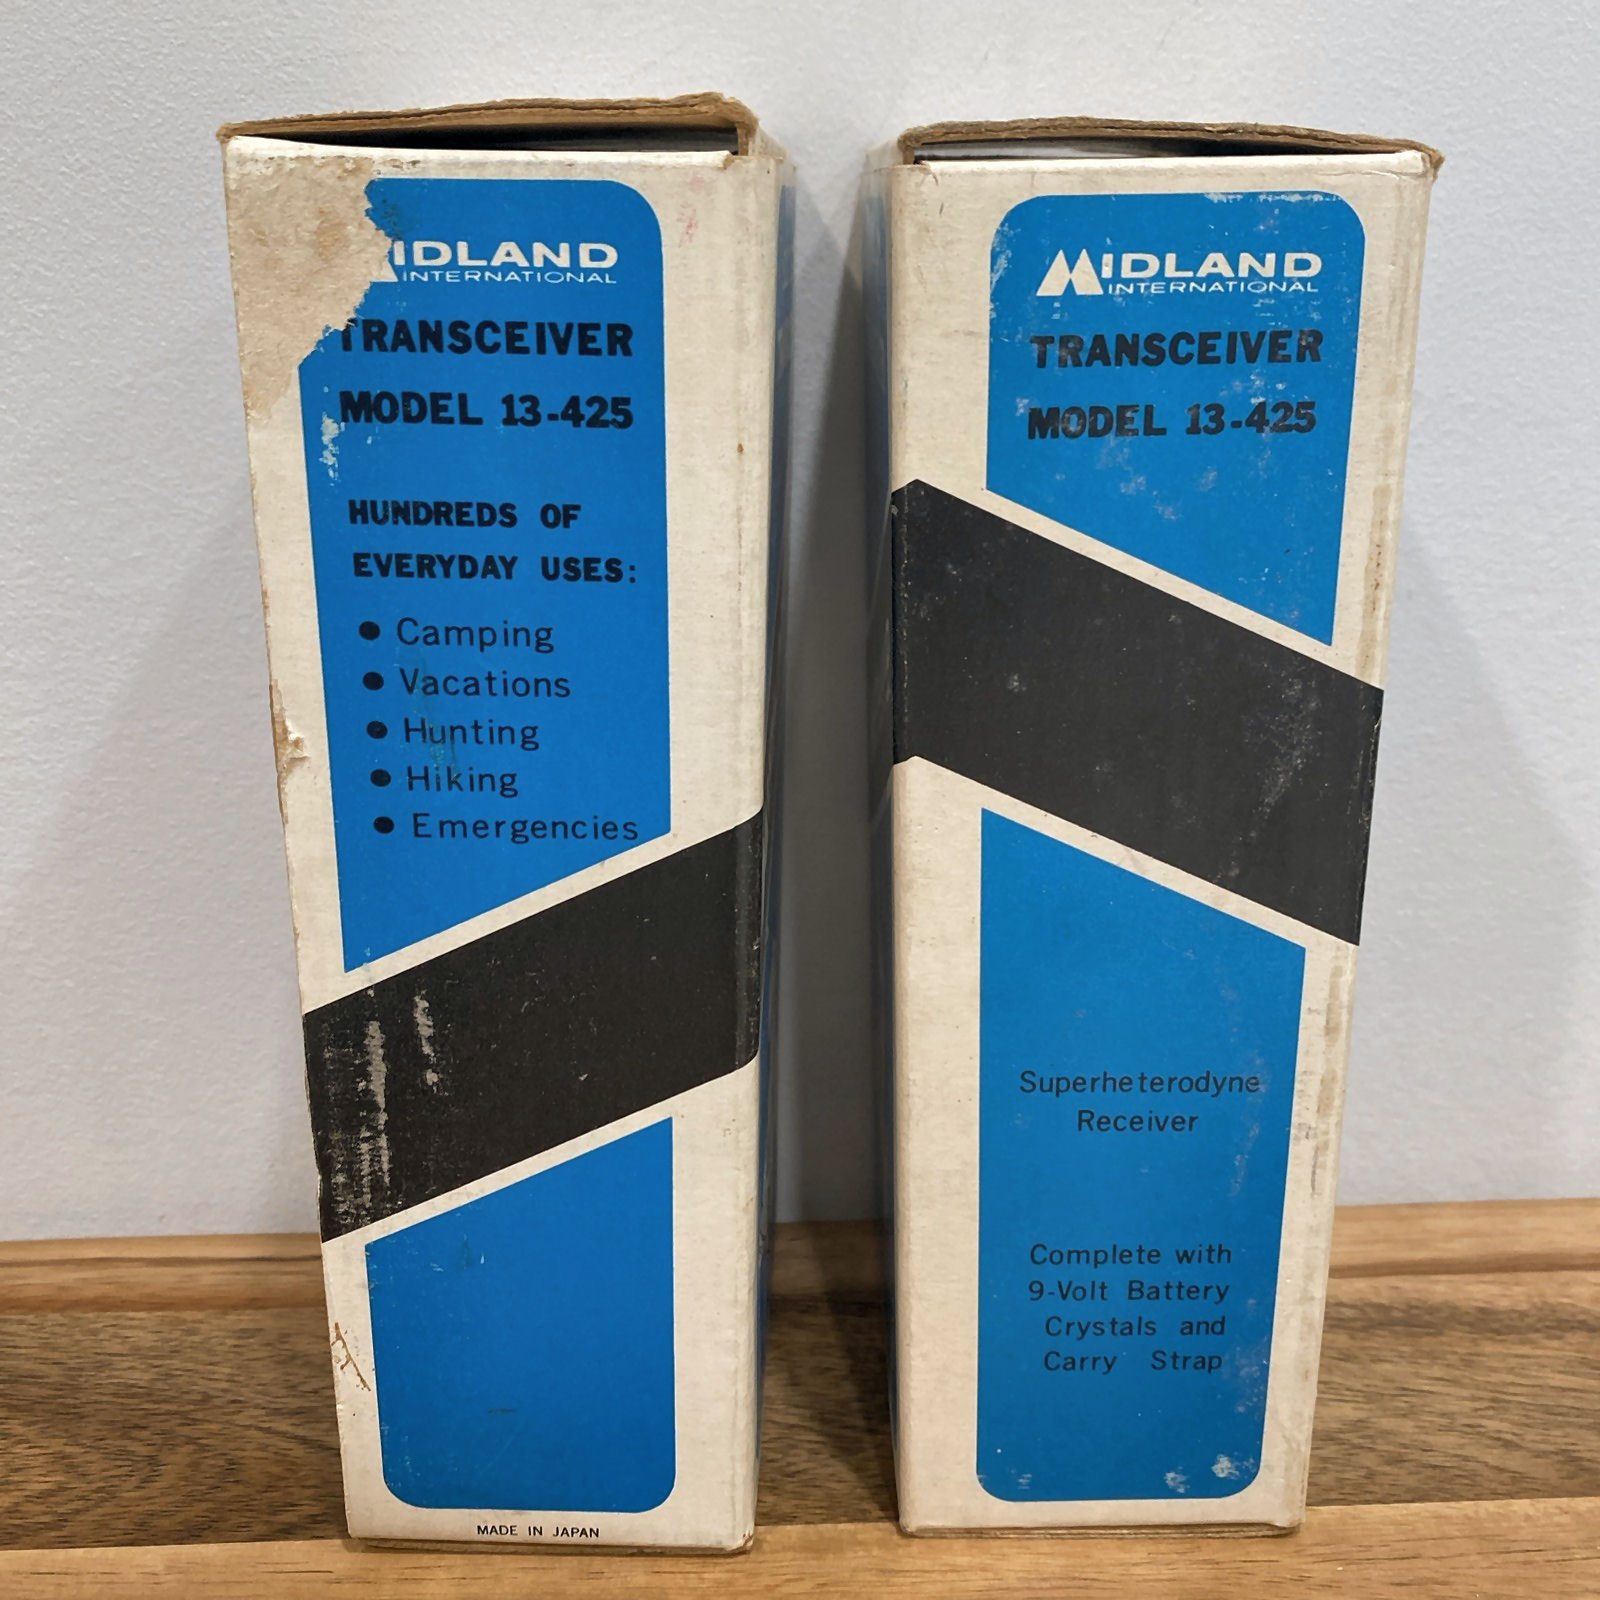 MIDLAND
INTERNATIONAL
TRANSCEIVER
MODEL 13-425
HUNDREDS OF
EVERYDAY USES:
● Camping
● Vacations
● Hunting
● Hiking
● Emergencies
MADE IN JAPAN
MIDLAND
INTERNATIONAL
TRANSCEIVER
MODEL 13-425
Superheterodyne
Receiver
Complete with
9-Volt Battery
Crystals and
Carry Strap